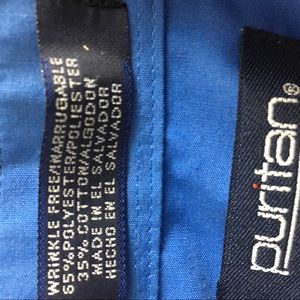 WRINKLE FREE/INARRUGABLE
65% POLYESTER/POLIESTER
35% COTTON/ALGODON
MADE IN EL SALVADOR
HECHO EN EL SALVADOR
puritan®